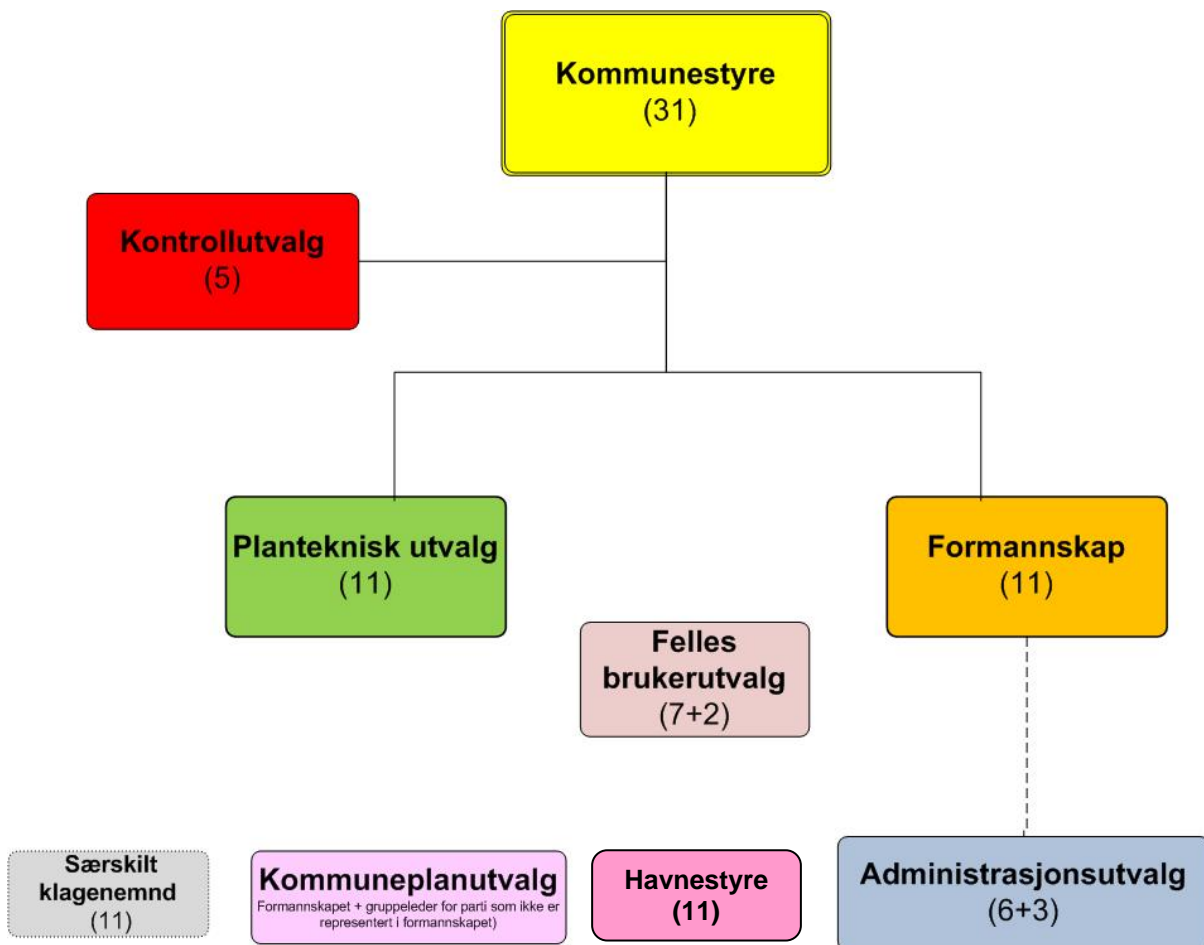 Kommunestyre
(31)
Kontrollutvalg
(5)
Planteknisk utvalg
(11)
Formannskap
(11)
Felles
brukerutvalg
(7+2)
Særskilt
klagenemnd
(11)
Kommuneplanutvalg
Formannskapet + gruppeleder for parti som ikke er
representert i formannskapet)
Havnestyre
(11)
Administrasjonsutvalg
(6+3)